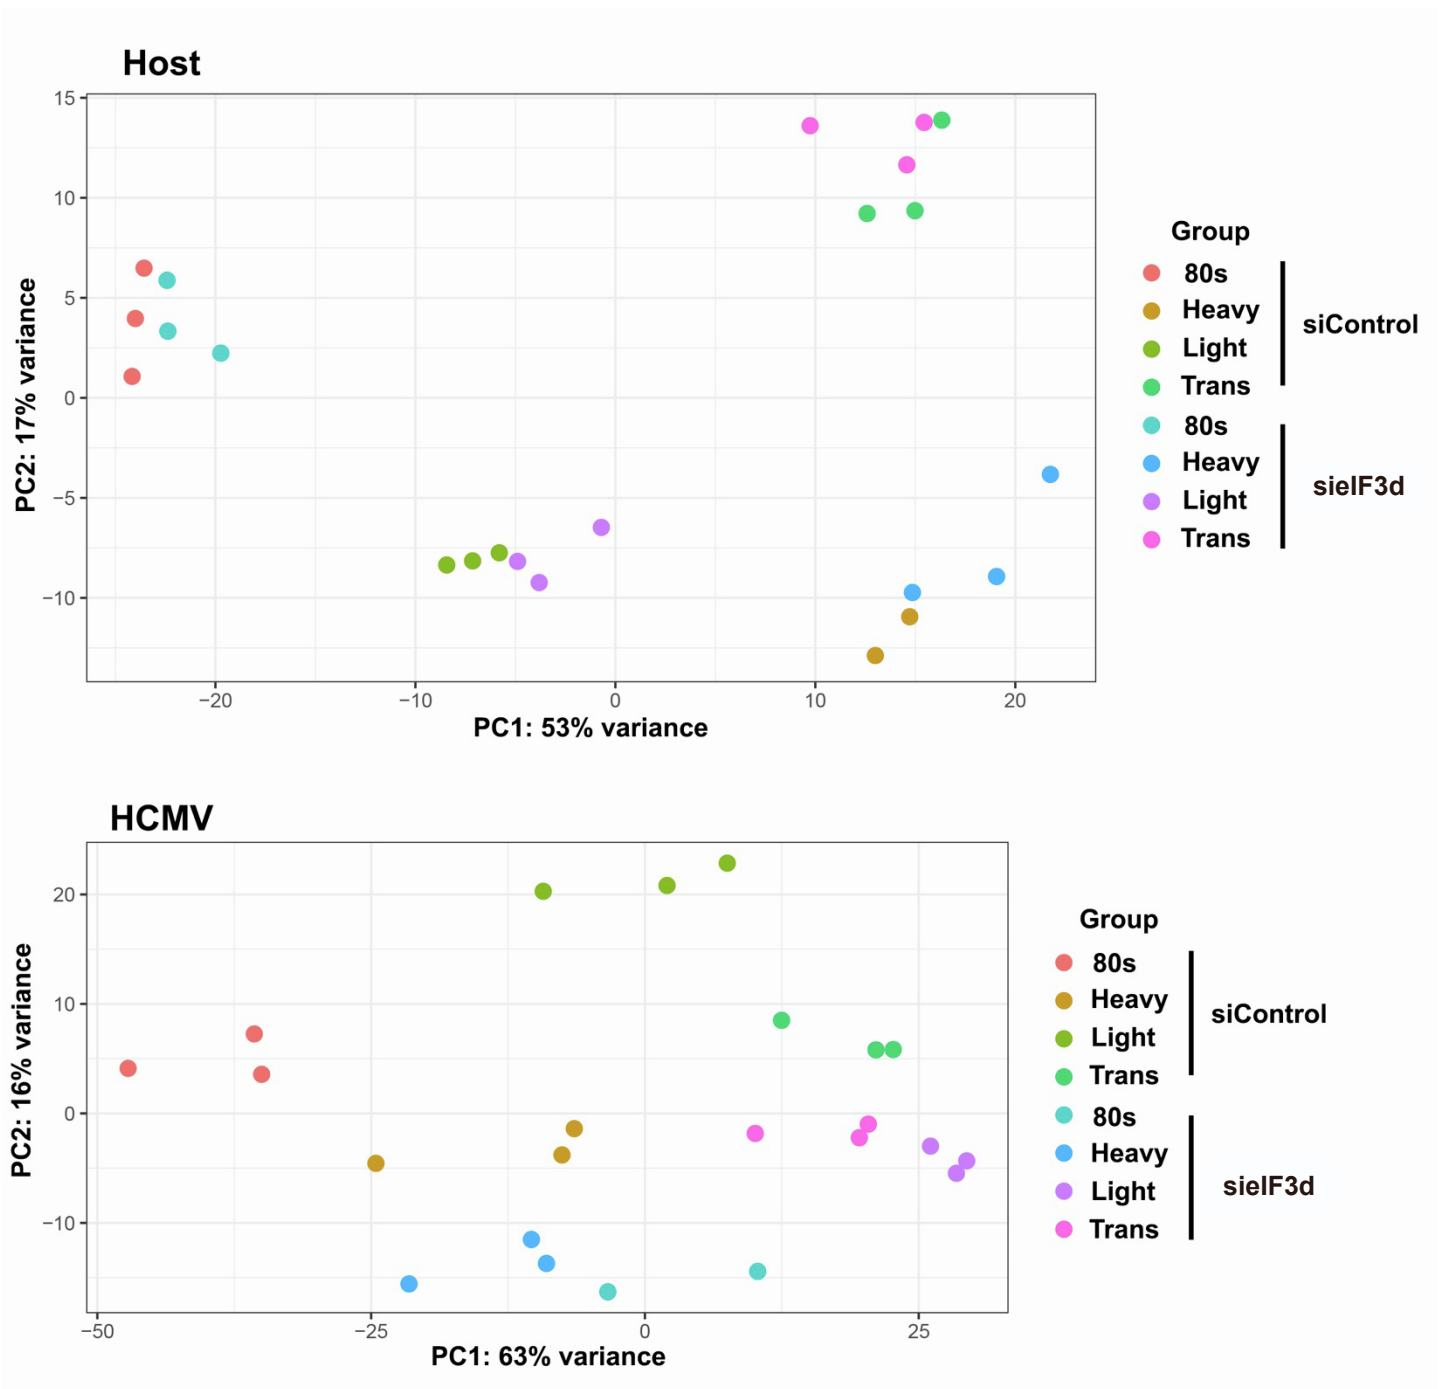 Host
15
10
5
0
−5
−10
PC2: 17% variance
−20
−10
0
10
20
PC1: 53% variance
Group
80s
Heavy
Light
Trans
siControl
80s
Heavy
Light
Trans
sieIF3d
HCMV
20
10
0
−10
PC2: 16% variance
−50
−25
0
25
PC1: 63% variance
Group
80s
Heavy
Light
Trans
siControl
80s
Heavy
Light
Trans
sieIF3d